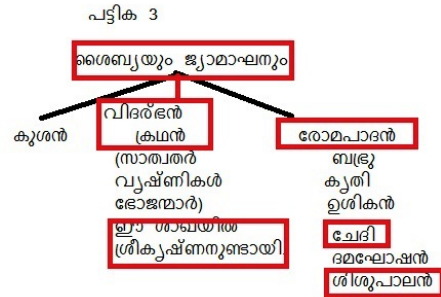 പട്ടിക 3
ശൈബ്യയും ജ്യാമാഘനും
കുശൻ
വിദർഭൻ
ക്രഥൻ
(സാത്വതർ
വൃഷ്ണികൾ
ഭോജന്മാർ)
ഈ ശാഖയിൽ
ശ്രീകൃഷ്ണനുണ്ടായി.
രോമപാദൻ
ബഭ്രു
കൃതി
ഉശികൻ
ചേദി
ദമഘോഷൻ
ശിശുപാലൻ